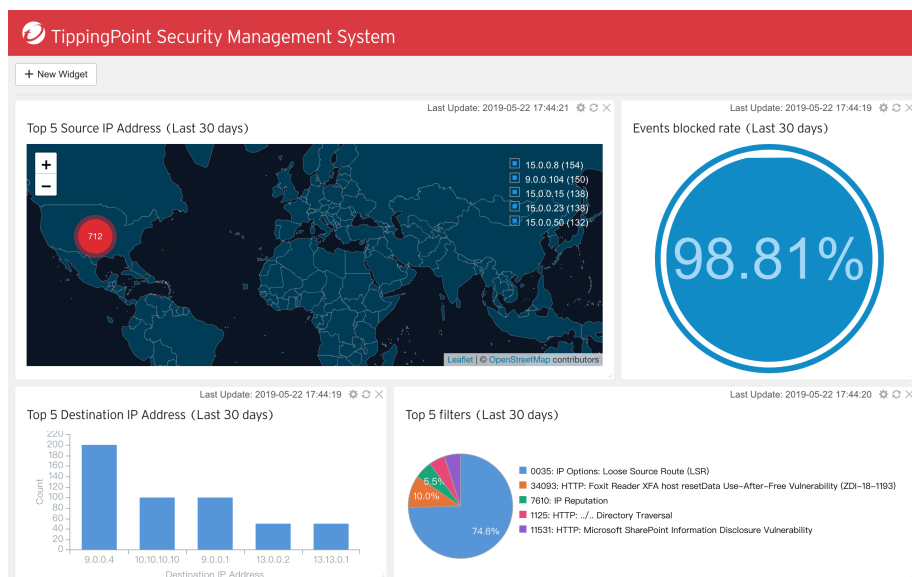 TippingPoint Security Management System
+ New Widget
Last Update: 2019-05-22 17:44:21
Top 5 Source IP Address (Last 30 days)
+
−
712
15.0.0.8 (154)
9.0.0.104 (150)
15.0.0.15 (138)
15.0.0.23 (138)
15.0.0.50 (132)
Leaflet | © OpenStreetMap contributors
Last Update: 2019-05-22 17:44:19
Events blocked rate (Last 30 days)
98.81%
Last Update: 2019-05-22 17:44:19
Top 5 Destination IP Address (Last 30 days)
220
200
180
160
140
120
100
80
60
40
20
0
Count
9.0.0.4 10.10.10.10 9.0.0.1 13.0.0.2 13.13.0.1
Destination IP Address
Last Update: 2019-05-22 17:44:20
Top 5 filters (Last 30 days)
5.5%
10.0%
74.6%
0035: IP Options: Loose Source Route (LSR)
34093: HTTP: Foxit Reader XFA host resetData Use-After-Free Vulnerability (ZDI-18-1193)
7610: IP Reputation
1125: HTTP: ../.. Directory Traversal
11531: HTTP: Microsoft SharePoint Information Disclosure Vulnerability